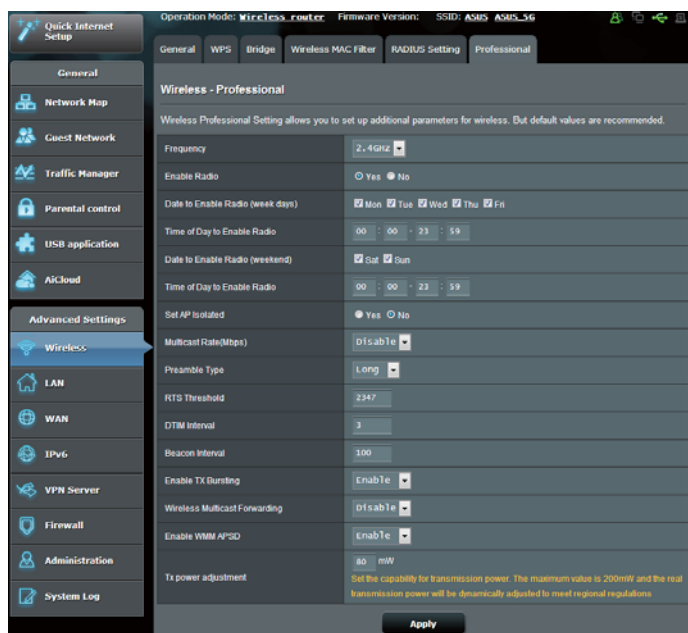 Quick Internet
Setup
Operation Mode: Wireless router Firmware Version: SSID: ASUS ASUS_5G
General WPS Bridge Wireless MAC Filter RADIUS Setting Professional
General
Network Map
Guest Network
Traffic Manager
Parental control
USB application
AiCloud
Advanced Settings
Wireless
LAN
WAN
IPv6
VPN Server
Firewall
Administration
System Log
Wireless - Professional
Wireless Professional Setting allows you to set up additional parameters for wireless. But default values are recommended.
Frequency 2.4GHz
Enable Radio Yes No
Date to Enable Radio (week days) Mon Tue Wed Thu Fri
Time of Day to Enable Radio 00 : 00 - 23 : 59
Date to Enable Radio (weekend) Sat Sun
Time of Day to Enable Radio 00 : 00 - 23 : 59
Set AP Isolated Yes No
Multicast Rate(Mbps) Disable
Preamble Type Long
RTS Threshold 2347
DTIM Interval 3
Beacon Interval 100
Enable TX Bursting Enable
Wireless Multicast Forwarding Disable
Enable WMM APSD Enable
Tx power adjustment 80 mW
Set the capability for transmission power. The maximum value is 200mW and the real
transmission power will be dynamically adjusted to meet regional regulations
Apply